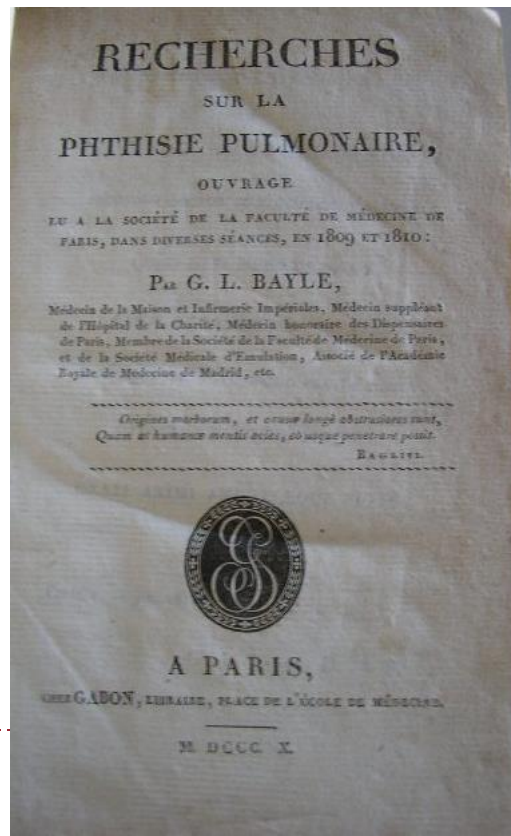 RECHERCHES
SUR LA
PHTHISIE PULMONAIRE,
OUVRAGE
LU A LA SOCIÉTÉ DE LA FACULTÉ DE MÉDECINE DE
PARIS, DANS DIVERSES SÉANCES, EN 1809 ET 1810:
PAR G. L. BAYLE,
Médecin de la Maison et Infirmerie Impériales, Médecin suppléant
de l'Hôpital de la Charité, Médecin honoraire des Dispensaires
de Paris, Membre de la Société de la Faculté de Médecine de Paris,
et de la Société Médicale d'Emulation, Associé de l'Académie
Royale de Médecine de Madrid, etc.
Origines morborum, et causæ longè abstrusiores sunt,
Quam ut humanæ mentis acies, eò usque penetrare possit.
BAGLIVI.
A PARIS,
CHEZ GABON, LIBRAIRE, PLACE DE L'ÉCOLE DE MÉDECINE.
M. DCCC. X.